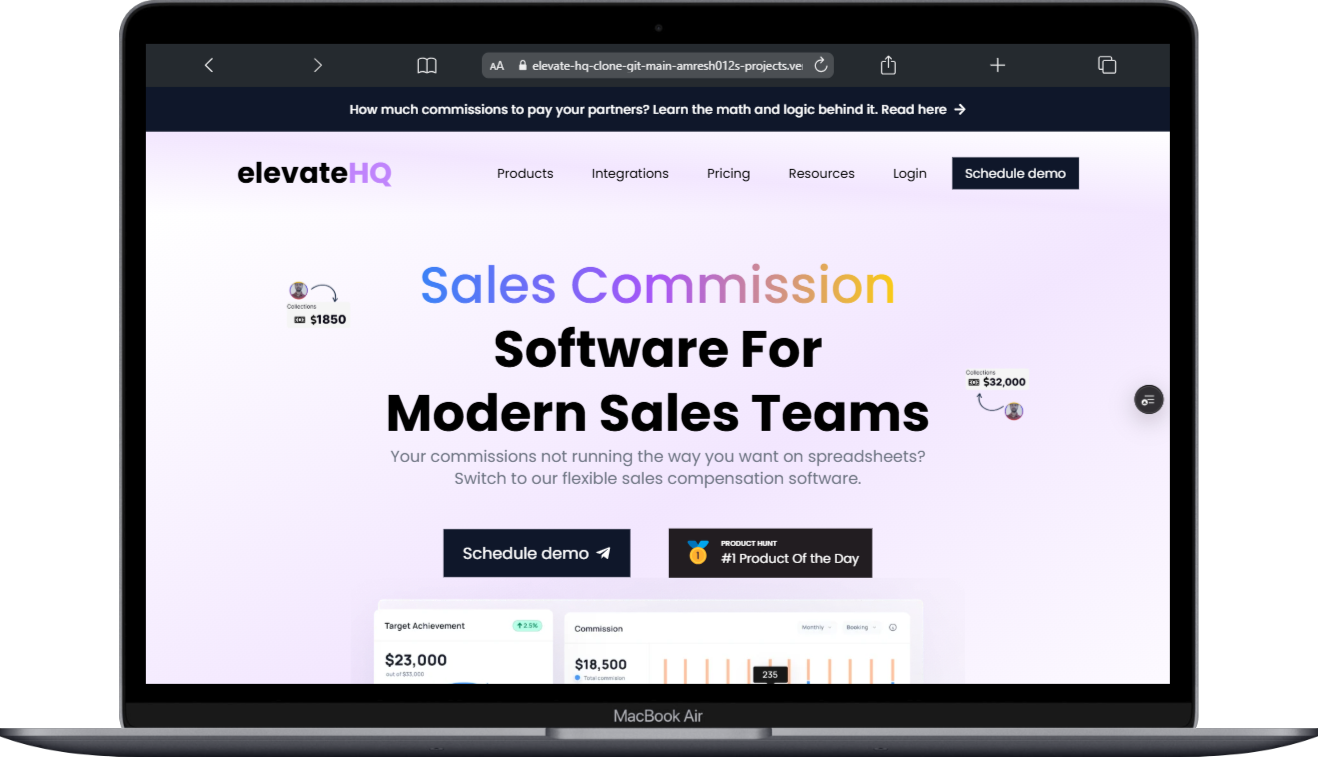 AA elevate-hq-clone-git-main-amresh012s-projects.ve
How much commissions to pay your partners? Learn the math and logic behind it. Read here →
elevateHQ Products Integrations Pricing Resources Login Schedule demo
Sales Commission
Collections
$1850
Software For
Collections
$32,000
Modern Sales Teams
Your commissions not running the way you want on spreadsheets?
Switch to our flexible sales compensation software.
Schedule demo
1
PRODUCT HUNT
#1 Product Of the Day
Target Achievement 2.5%
$23,000
out of $33,000
Commission Monthly Booking
$18,500
Total commision
235
MacBook Air